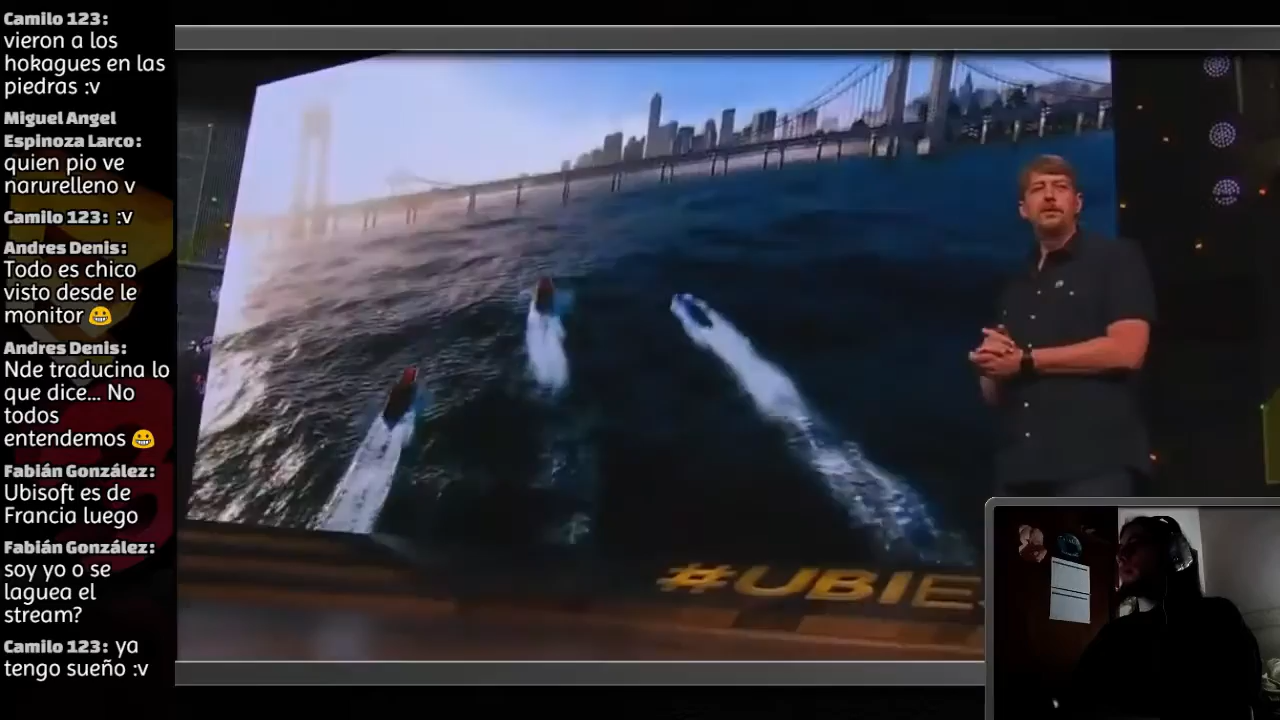 Camilo 123:
vieron a los
hokagues en las
piedras :v
Miguel Angel
Espinoza Larco:
quien pio ve
narurelleno v
Camilo 123: :v
Andres Denis:
Todo es chico
visto desde le
monitor 😬
Andres Denis:
Nde traducina lo
que dice... No
todos
entendemos 😬
Fabián González:
Ubisoft es de
Francia luego
Fabián González:
soy yo o se
laguea el
stream?
Camilo 123: ya
tengo sueño :v
#UBIE